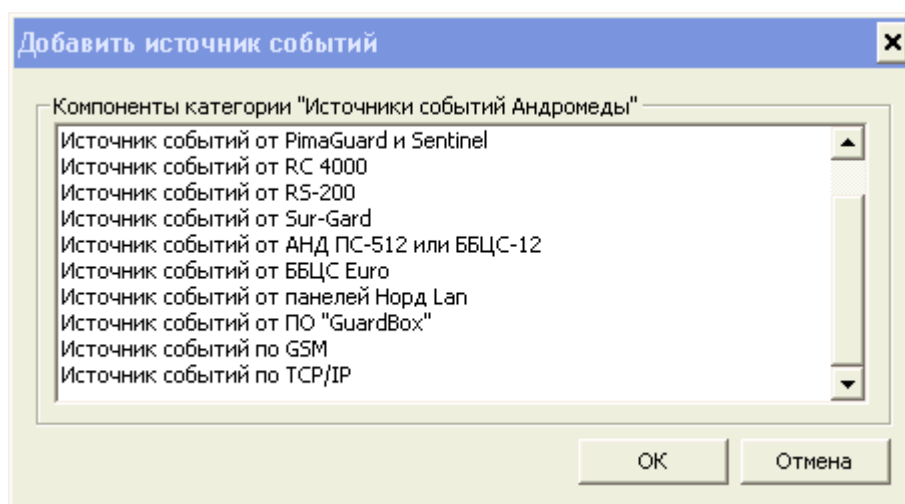 Добавить источник событий
Компоненты категории "Источники событий Андромеды"
Источник событий от PimaGuard и Sentinel
Источник событий от RC 4000
Источник событий от RS-200
Источник событий от Sur-Gard
Источник событий от АНД ПС-512 или ББЦС-12
Источник событий от ББЦС Euro
Источник событий от панелей Норд Lan
Источник событий от ПО "GuardBox"
Источник событий по GSM
Источник событий по TCP/IP
ОК
Отмена